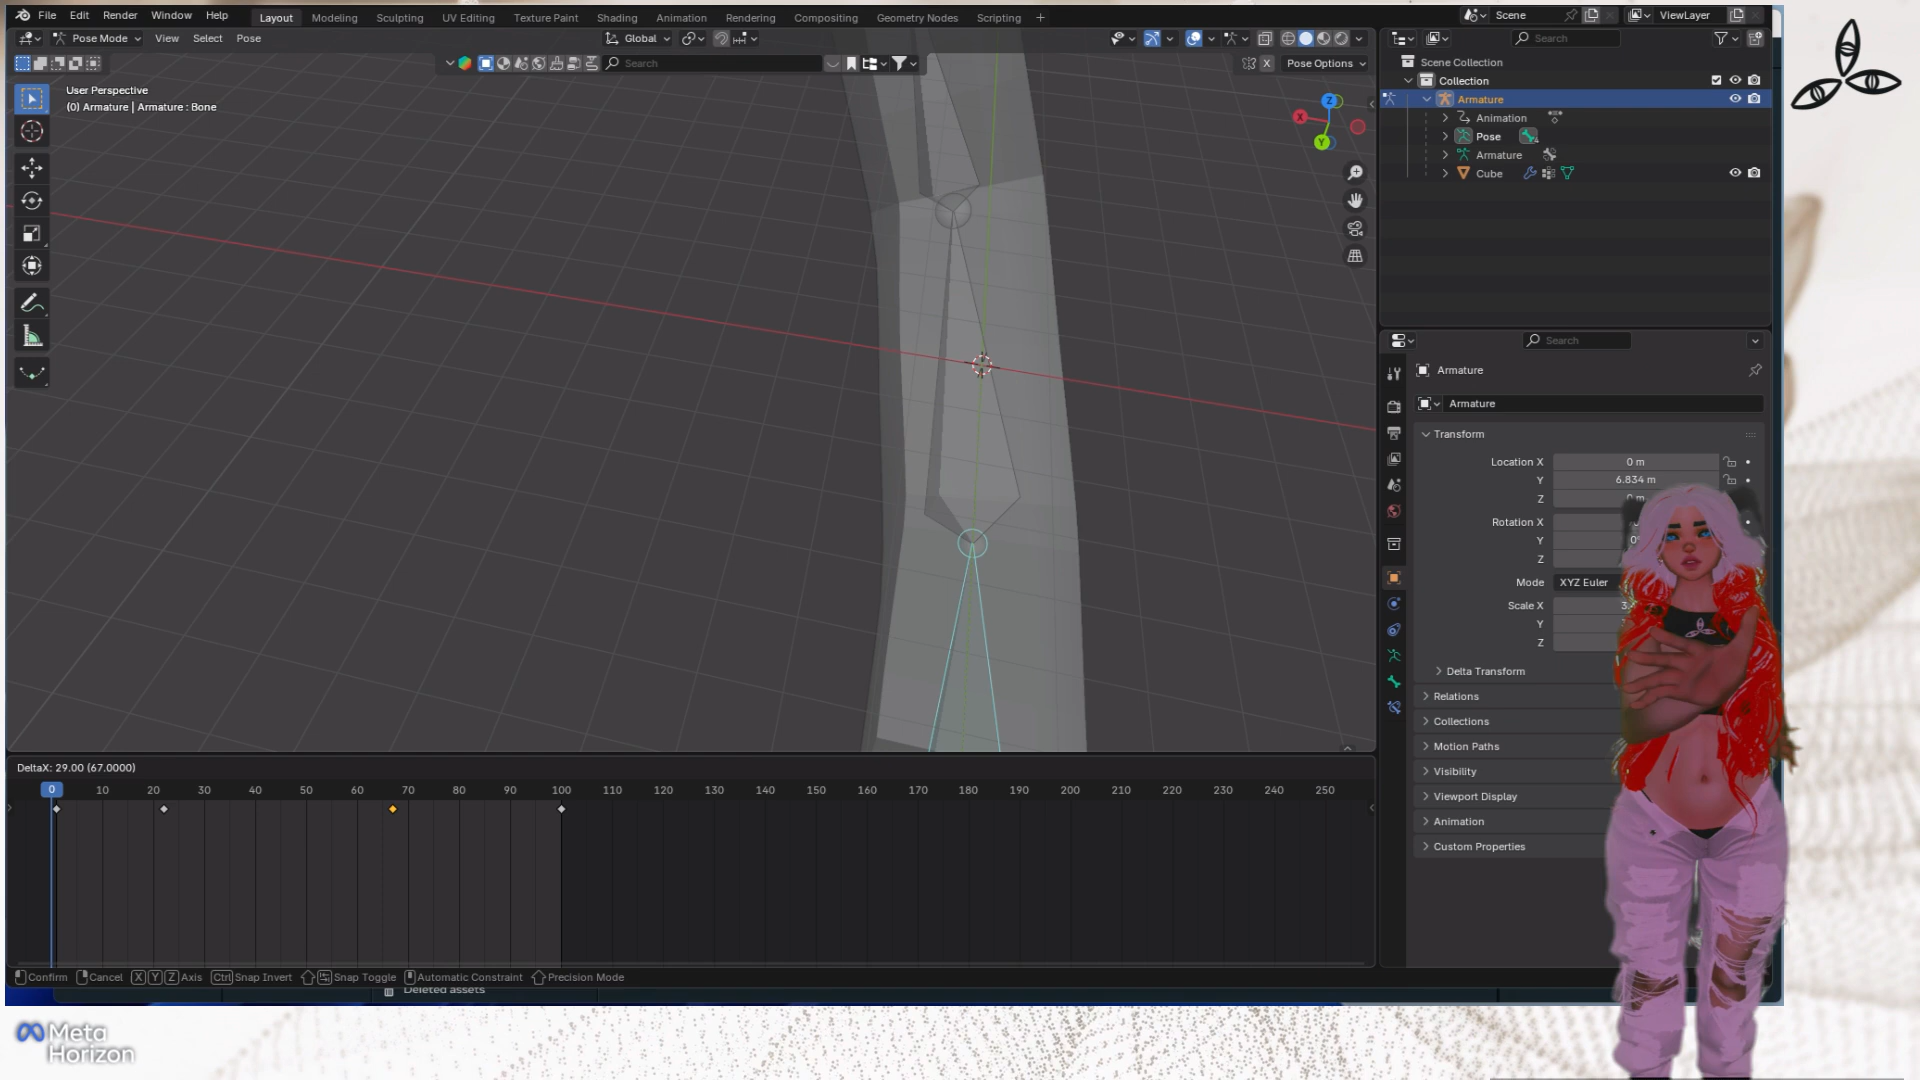 File Edit Render Window Help
Layout Modeling Sculpting UV Editing Texture Paint Shading Animation Rendering Compositing Geometry Nodes Scripting +
Scene ViewLayer
Pose Mode View Select Pose
Global
Search
Search
X Pose Options
User Perspective
(0) Armature | Armature : Bone
Z
X
Y
Scene Collection
Collection
Armature
Animation
Pose
Armature
Cube
Search
Armature
Armature
Transform
Location X 0 m
Y 6.834 m
Z 0 m
Rotation X
Y
Z
Mode XYZ Euler
Scale X
Y
Z
Delta Transform
Relations
Collections
Motion Paths
Visibility
Viewport Display
Animation
Custom Properties
DeltaX: 29.00 (67.0000)
0 10 20 30 40 50 60 70 80 90 100 110 120 130 140 150 160 170 180 190 200 210 220 230 240 250
Confirm Cancel X Y Z Axis Ctrl Snap Invert Snap Toggle Automatic Constraint Precision Mode
Deleted assets
Meta
Horizon